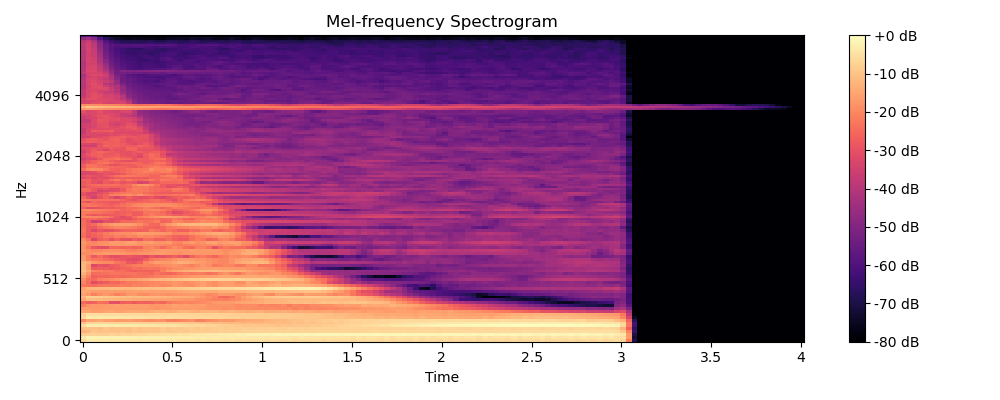 Mel-frequency Spectrogram
Hz
4096
2048
1024
512
0
0 0.5 1 1.5 2 2.5 3 3.5 4
Time
+0 dB
-10 dB
-20 dB
-30 dB
-40 dB
-50 dB
-60 dB
-70 dB
-80 dB